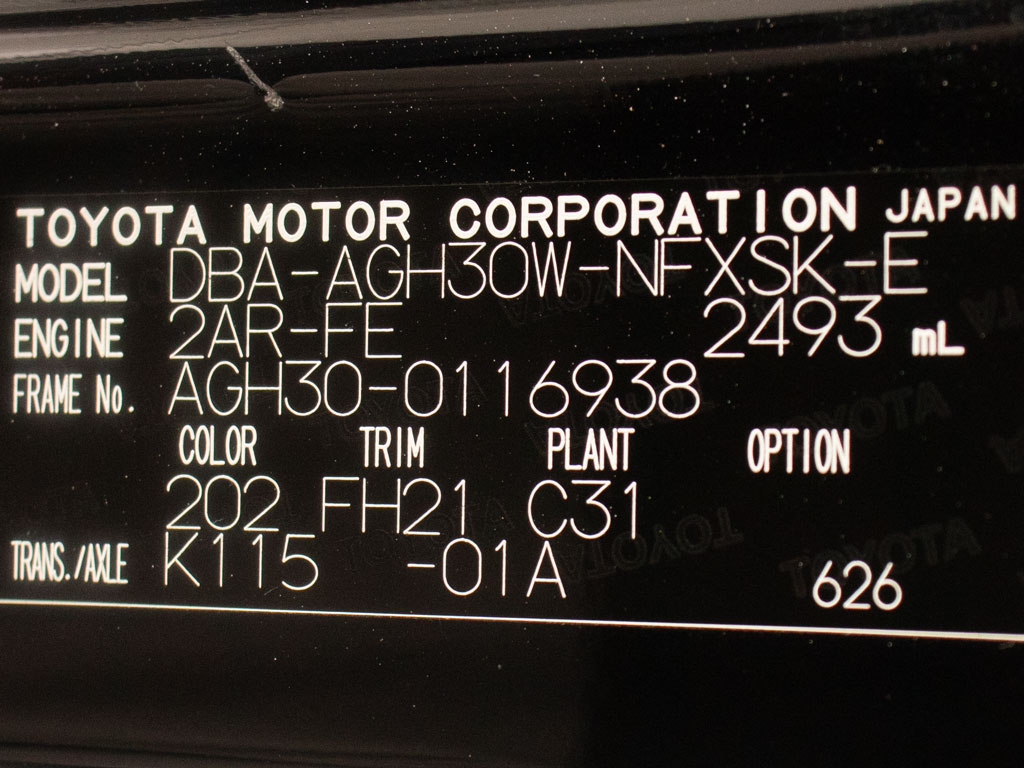 TOYOTA MOTOR CORPORATION JAPAN
MODEL DBA-AGH30W-NFXSK-E
ENGINE 2AR-FE 2493 mL
FRAME No. AGH30-0116938
COLOR TRIM PLANT OPTION
202 FH21 C31
TRANS./AXLE K115 -01A
626